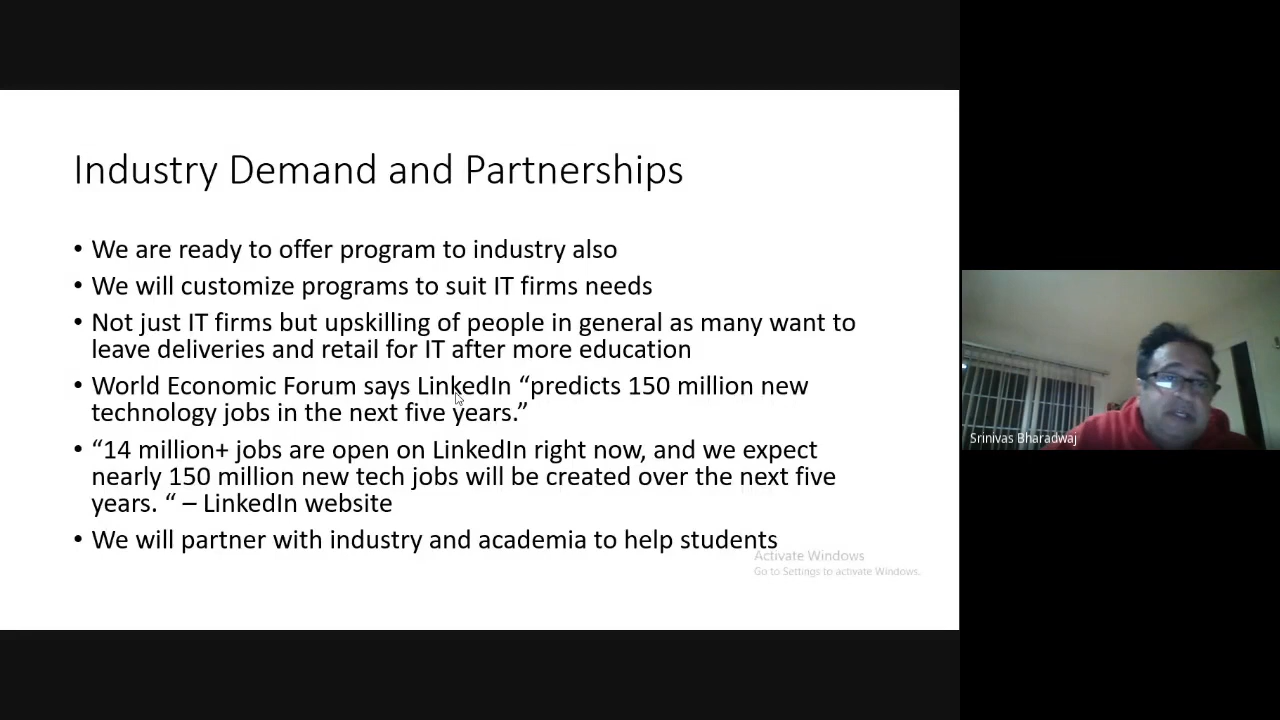 Industry Demand and Partnerships
• We are ready to offer program to industry also
• We will customize programs to suit IT firms needs
• Not just IT firms but upskilling of people in general as many want to
leave deliveries and retail for IT after more education
• World Economic Forum says LinkedIn “predicts 150 million new
technology jobs in the next five years.”
• “14 million+ jobs are open on LinkedIn right now, and we expect
nearly 150 million new tech jobs will be created over the next five
years. “ – LinkedIn website
• We will partner with industry and academia to help students
Activate Windows
Go to Settings to activate Windows.
Srinivas Bharadwaj